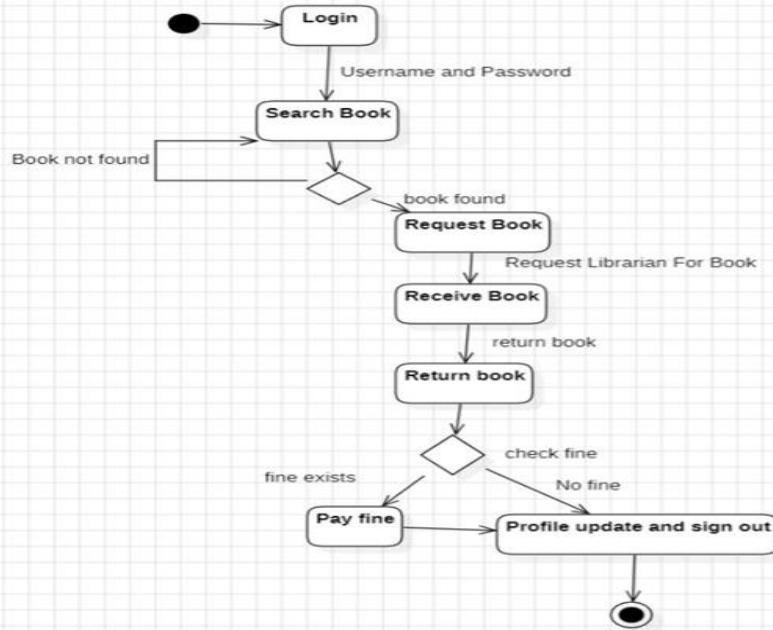 Login
Username and Password
Search Book
Book not found
book found
Request Book
Request Librarian For Book
Receive Book
return book
Return book
check fine
fine exists
No fine
Pay fine
Profile update and sign out